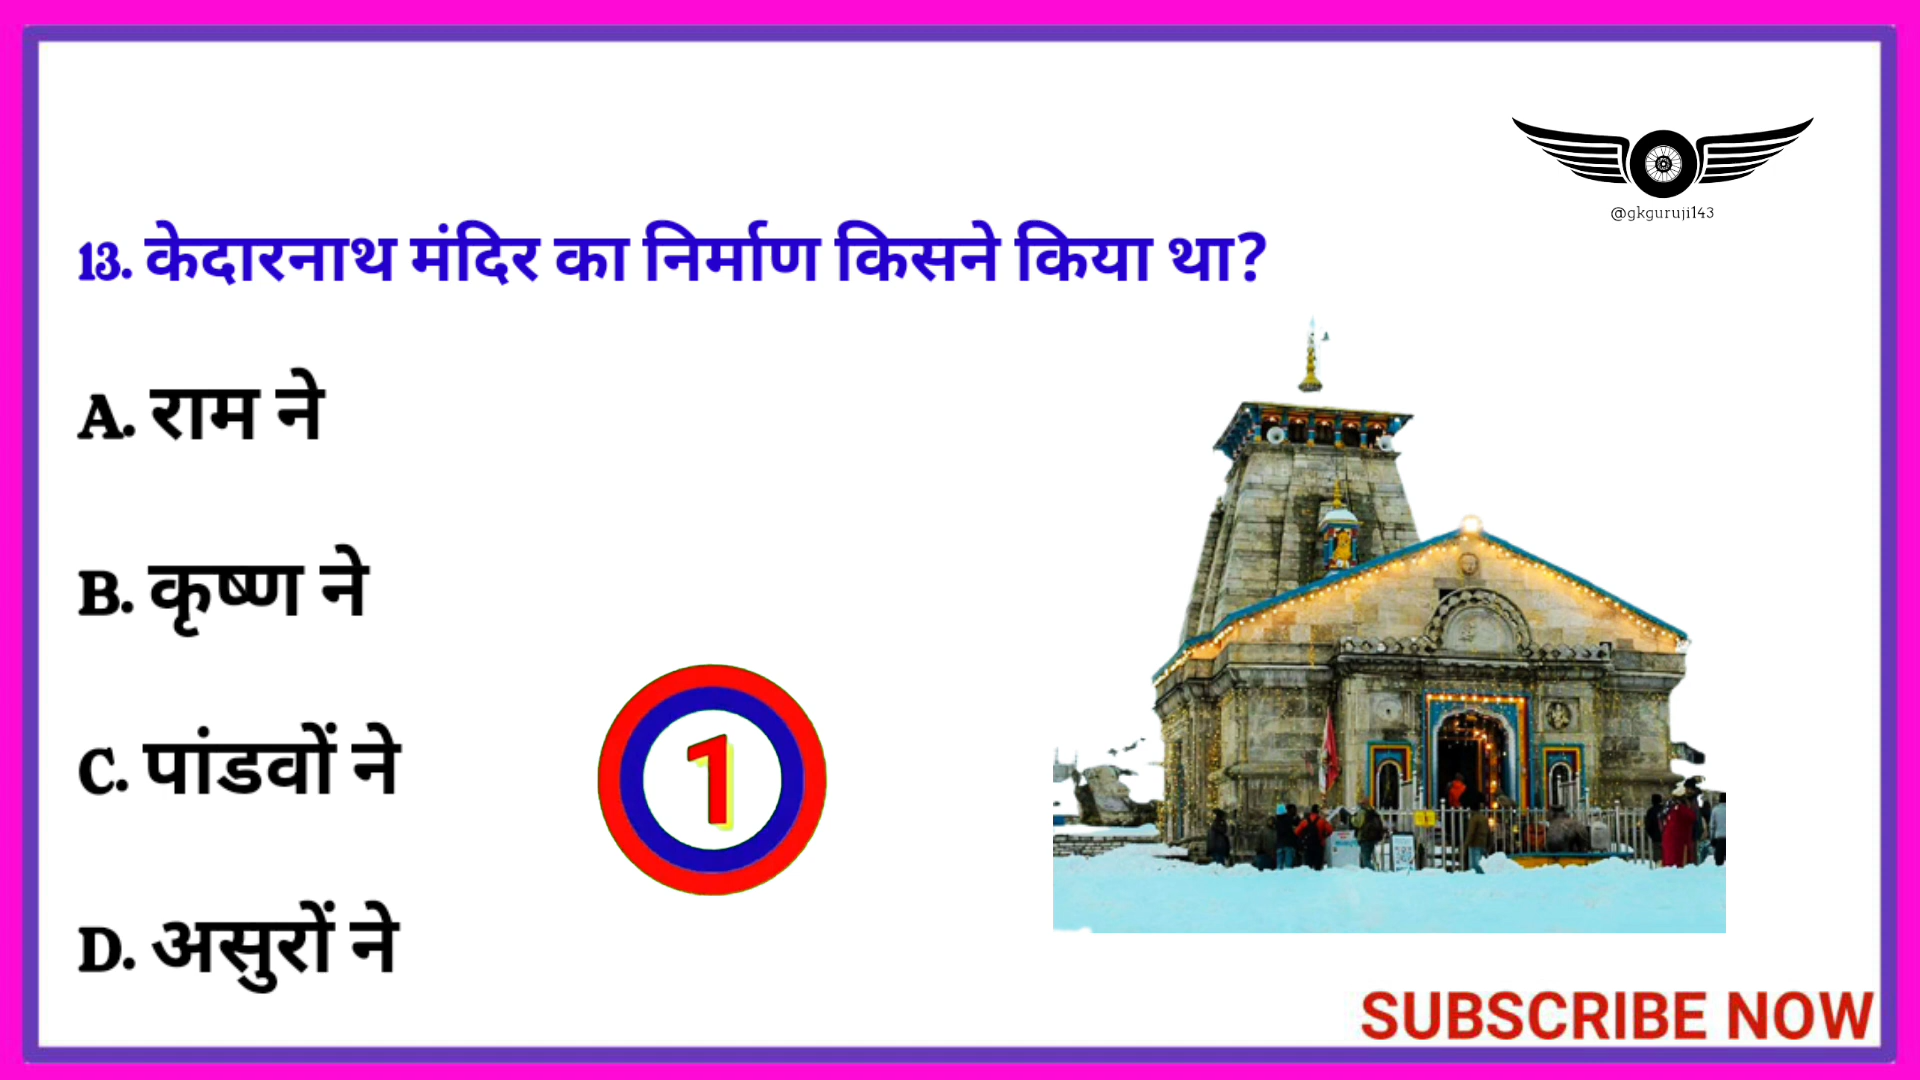 @gkguruji143
13. केदारनाथ मंदिर का निर्माण किसने किया था?
A. राम ने
B. कृष्ण ने
C. पांडवों ने
1
D. असुरों ने
SUBSCRIBE NOW